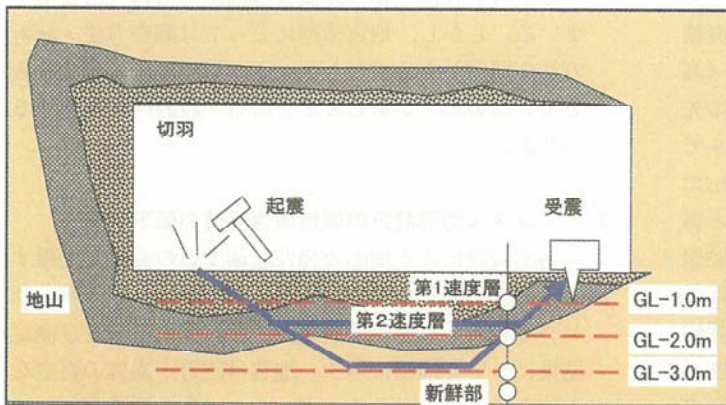 切羽
起震
受震
地山
第1速度層
GL-1.0m
第2速度層
GL-2.0m
GL-3.0m
新鮮部